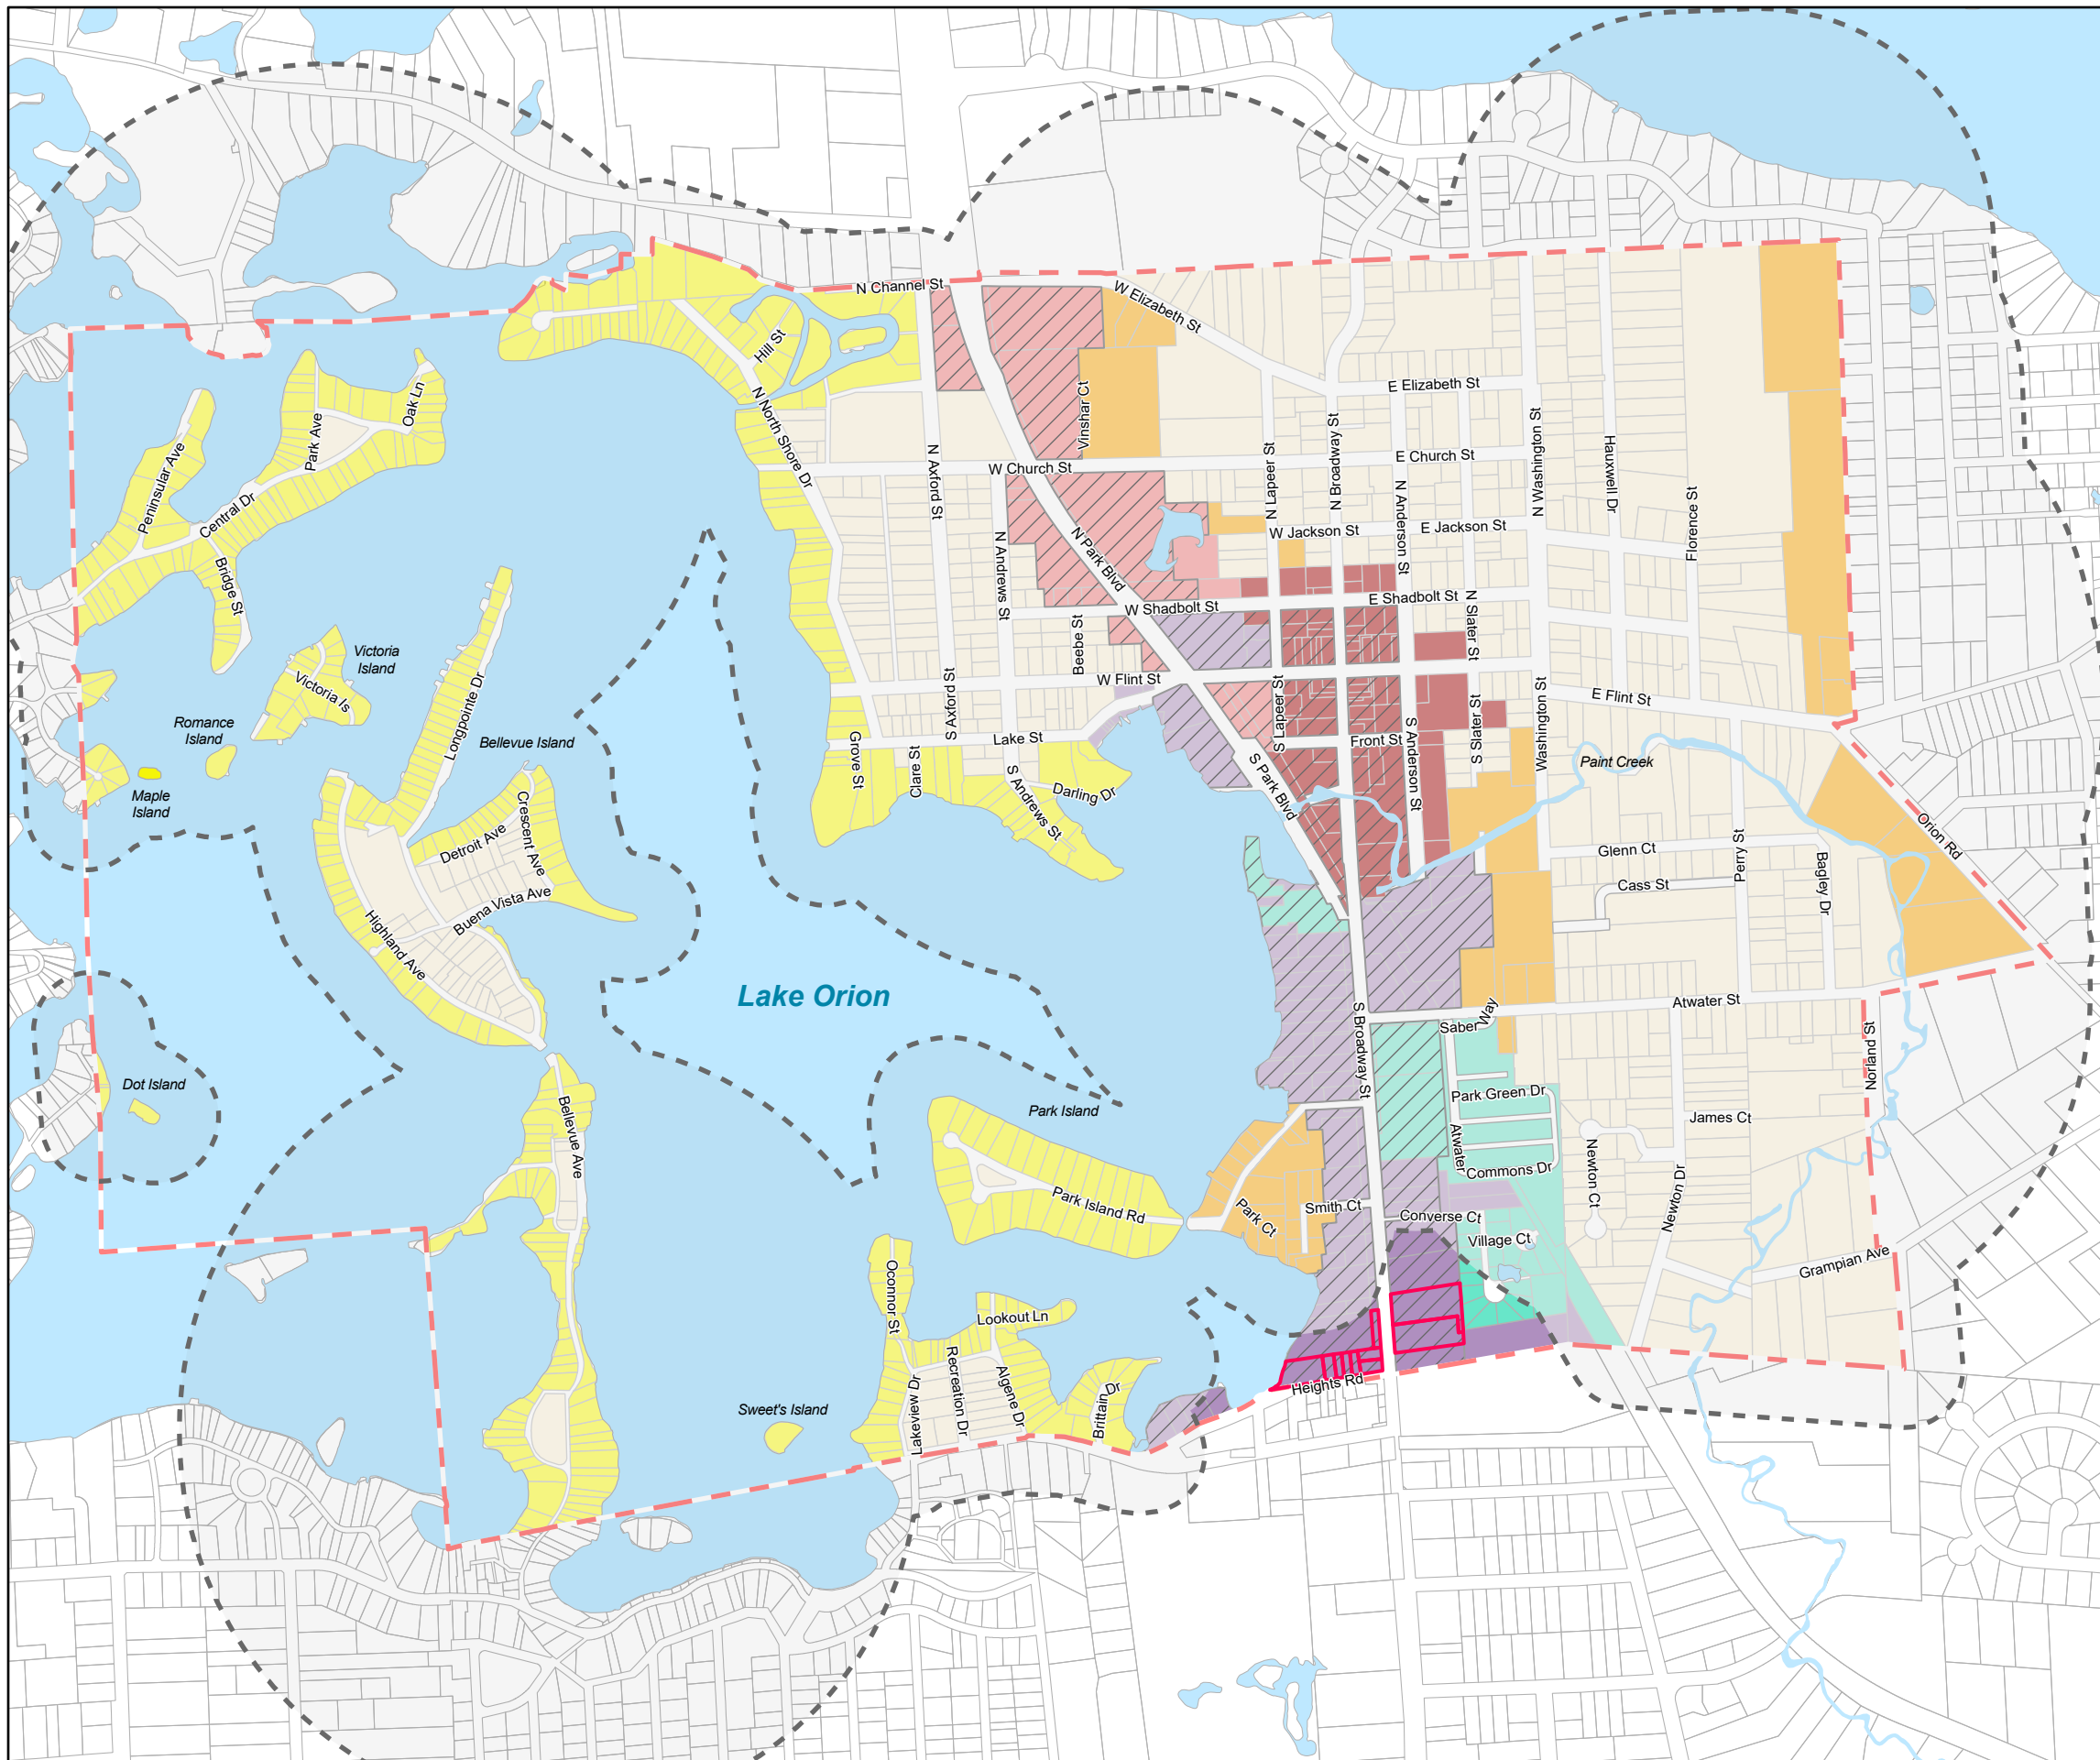 N Channel St
W Elizabeth St
Hill St
Oak Ln
Park Ave
E Elizabeth St
Vinshar Ct
N North Shore Dr
Peninsular Ave
N Axford St
W Church St
E Church St
N Lapeer St
N Broadway St
N Anderson St
N Washington St
Hauxwell Dr
Florence St
Central Dr
W Jackson St
E Jackson St
N Park Blvd
N Andrews St
Bridge St
W Shadbolt St
E Shadbolt St
N Slater St
Beebe St
Victoria
Island
Victoria Is
W Flint St
E Flint St
Longpointe Dr
Romance
Island
Bellevue Island
S Axford St
Lake St
Grove St
Clare St
S Andrews St
Darling Dr
S Lapeer St
Front St
S Park Blvd
S Anderson St
S Slater St
Washington St
Paint Creek
Maple
Island
Detroit Ave
Crescent Ave
Buena Vista Ave
Highland Ave
Glenn Ct
Cass St
Perry St
Bagley Dr
Orion Rd
Lake Orion
Atwater St
Saber Way
S Broadway St
Norland St
Dot Island
Bellevue Ave
Park Island
Park Green Dr
James Ct
Atwater
Commons Dr
Newton Ct
Newton Dr
Park Island Rd
Park Ct
Smith Ct
Converse Ct
Village Ct
Grampian Ave
Oconnor St
Lookout Ln
Recreation Dr
Lakeview Dr
Algene Dr
Brittain Dr
Heights Rd
Sweet's Island